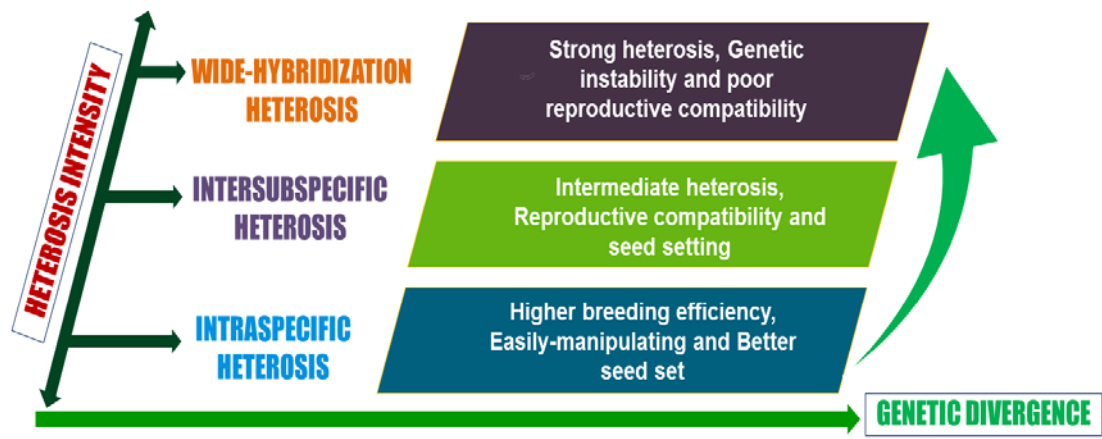 HETEROSIS INTENSITY
WIDE-HYBRIDIZATION
HETEROSIS
Strong heterosis, Genetic
instability and poor
reproductive compatibility
INTERSUBSPECIFIC
HETEROSIS
Intermediate heterosis,
Reproductive compatibility and
seed setting
INTRASPECIFIC
HETEROSIS
Higher breeding efficiency,
Easily-manipulating and Better
seed set
GENETIC DIVERGENCE